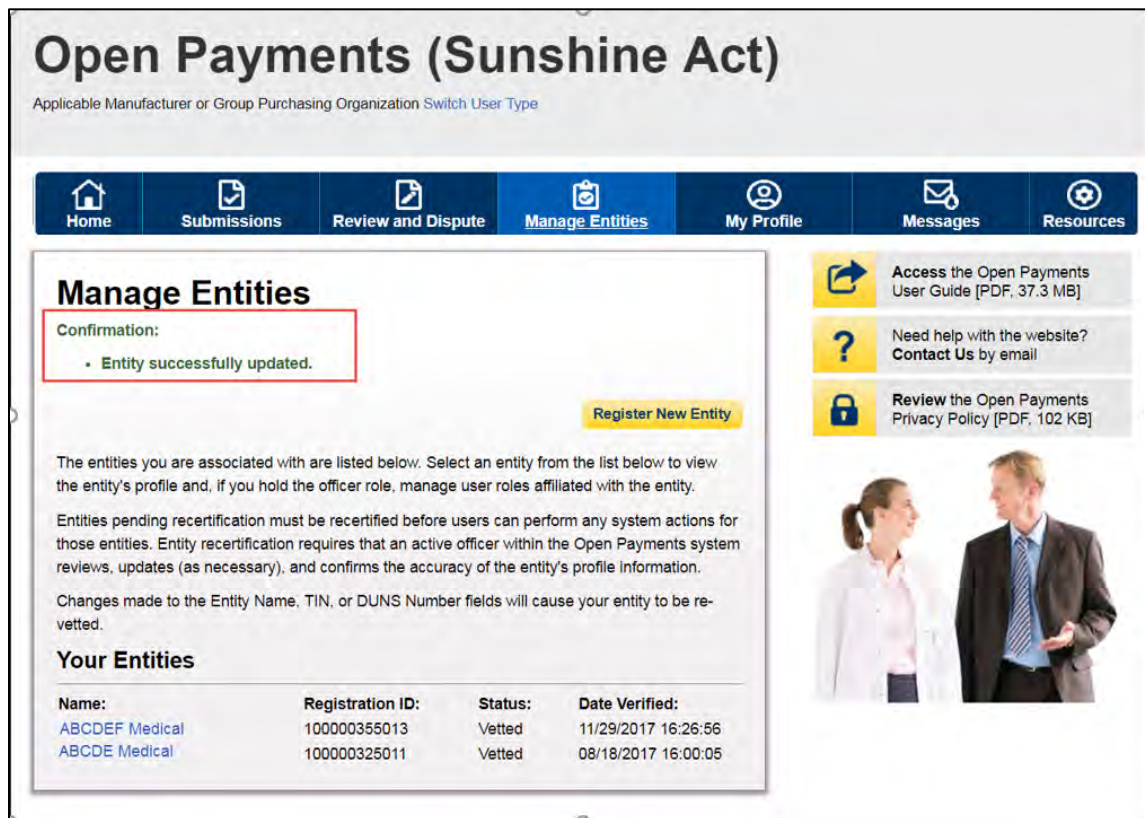 Open Payments (Sunshine Act)
Applicable Manufacturer or Group Purchasing Organization Switch User Type
Home
Submissions
Review and Dispute
Manage Entities
My Profile
Messages
Resources
Manage Entities
Confirmation:
• Entity successfully updated.
Register New Entity
The entities you are associated with are listed below. Select an entity from the list below to view
the entity's profile and, if you hold the officer role, manage user roles affiliated with the entity.
Entities pending recertification must be recertified before users can perform any system actions for
those entities. Entity recertification requires that an active officer within the Open Payments system
reviews, updates (as necessary), and confirms the accuracy of the entity's profile information.
Changes made to the Entity Name, TIN, or DUNS Number fields will cause your entity to be re-
vetted.
Your Entities
Name: Registration ID: Status: Date Verified:
ABCDEF Medical 100000355013 Vetted 11/29/2017 16:26:56
ABCDE Medical 100000325011 Vetted 08/18/2017 16:00:05
Access the Open Payments
User Guide [PDF, 37.3 MB]
?
Need help with the website?
Contact Us by email
Review the Open Payments
Privacy Policy [PDF, 102 KB]